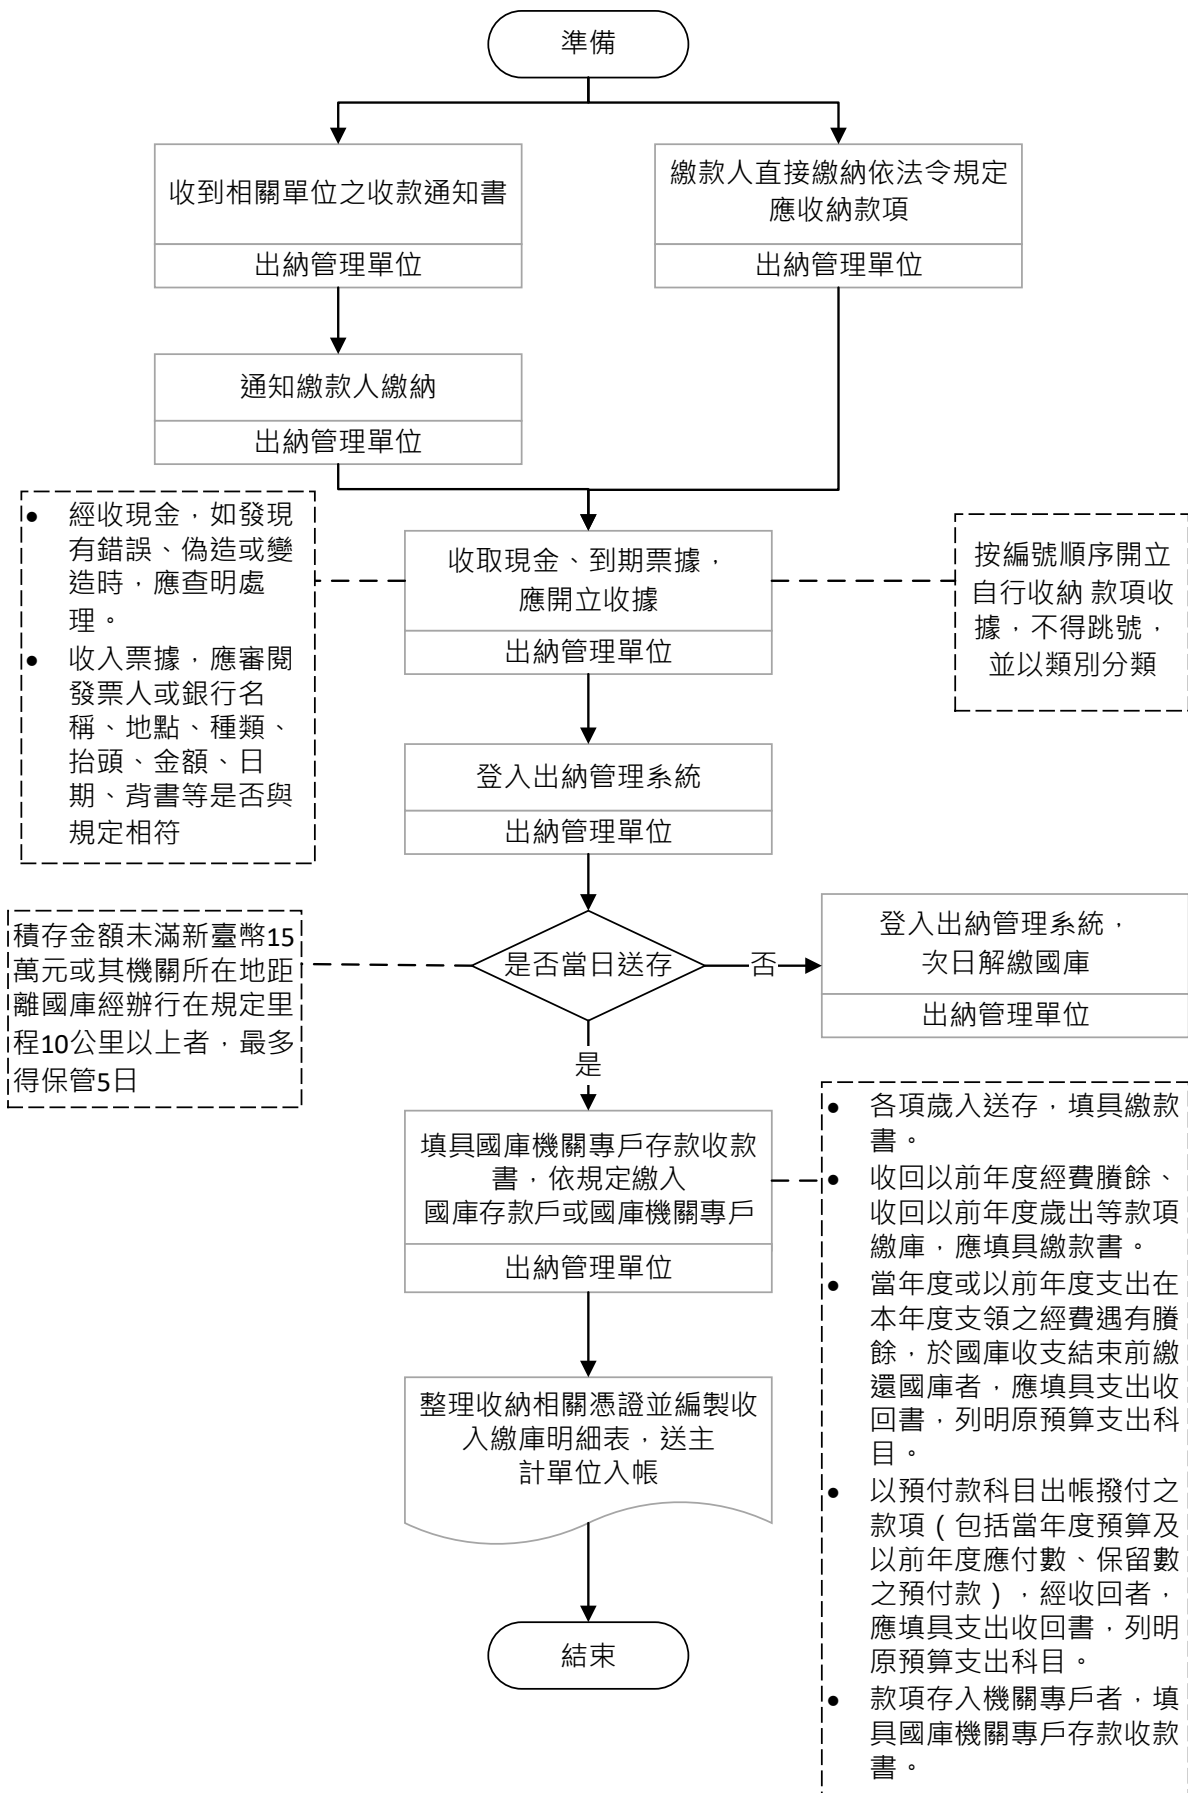 準備
收到相關單位之收款通知書
出納管理單位
繳款人直接繳納依法令規定
應收納款項
出納管理單位
通知繳款人繳納
出納管理單位
• 經收現金，如發現
有錯誤、偽造或變
造時，應查明處
理。
• 收入票據，應審閱
發票人或銀行名
稱、地點、種類、
抬頭、金額、日
期、背書等是否與
規定相符
收取現金、到期票據，
應開立收據
出納管理單位
按編號順序開立
自行收納 款項收
據，不得跳號，
並以類別分類
登入出納管理系統
出納管理單位
積存金額未滿新臺幣15
萬元或其機關所在地距
離國庫經辦行在規定里
程10公里以上者，最多
得保管5日
是否當日送存
否
登入出納管理系統，
次日解繳國庫
出納管理單位
是
填具國庫機關專戶存款收款
書，依規定繳入
國庫存款戶或國庫機關專戶
出納管理單位
• 各項歲入送存，填具繳款
書。
• 收回以前年度經費賸餘、
收回以前年度歲出等款項
繳庫，應填具繳款書。
• 當年度或以前年度支出在
本年度支領之經費遇有賸
餘，於國庫收支結束前繳
還國庫者，應填具支出收
回書，列明原預算支出科
目。
• 以預付款科目出帳撥付之
款項（包括當年度預算及
以前年度應付數、保留數
之預付款），經收回者，
應填具支出收回書，列明
原預算支出科目。
• 款項存入機關專戶者，填
具國庫機關專戶存款收款
書。
整理收納相關憑證並編製收
入繳庫明細表，送主
計單位入帳
結束